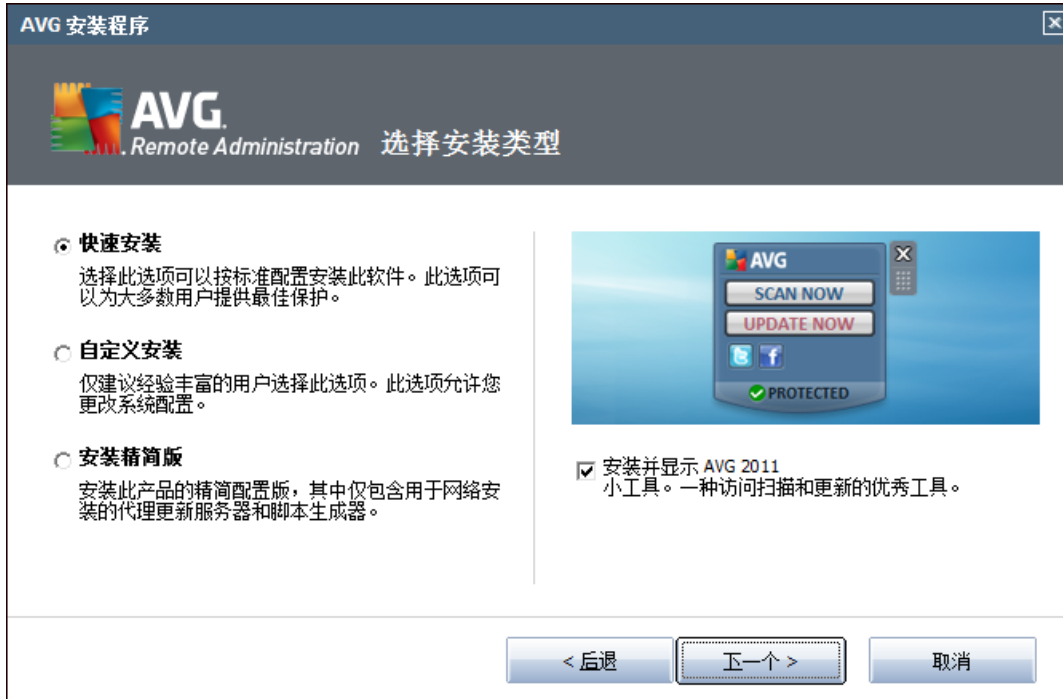 AVG 安装程序
AVG.
Remote Administration 选择安装类型
快速安装
选择此选项可以按标准配置安装此软件。此选项可
以为大多数用户提供最佳保护。
自定义安装
仅建议经验丰富的用户选择此选项。此选项允许您
更改系统配置。
安装精简版
安装此产品的精简配置版，其中仅包含用于网络安
装的代理更新服务器和脚本生成器。
AVG
SCAN NOW
UPDATE NOW
PROTECTED
安装并显示 AVG 2011
小工具。一种访问扫描和更新的优秀工具。
< 后退
下一个 >
取消